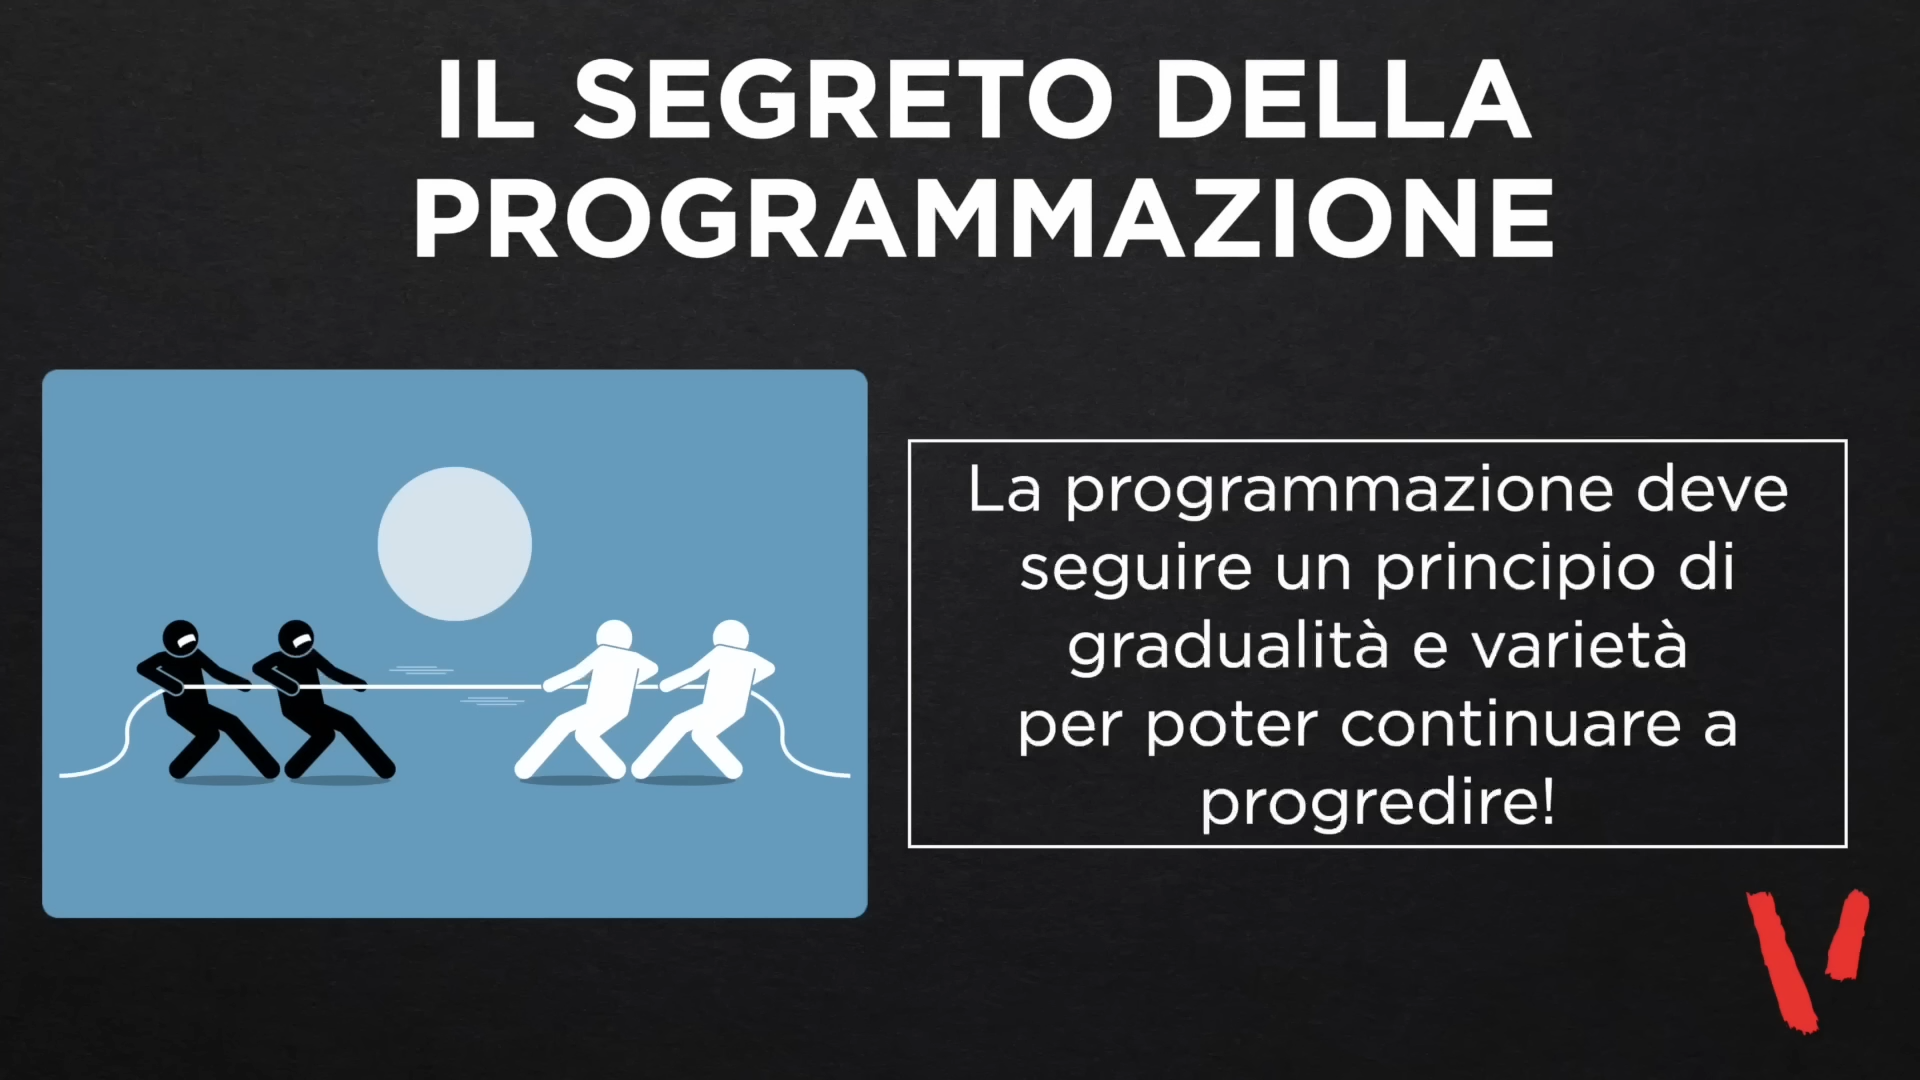 IL SEGRETO DELLA
PROGRAMMAZIONE
La programmazione deve
seguire un principio di
gradualità e varietà
per poter continuare a
progredire!